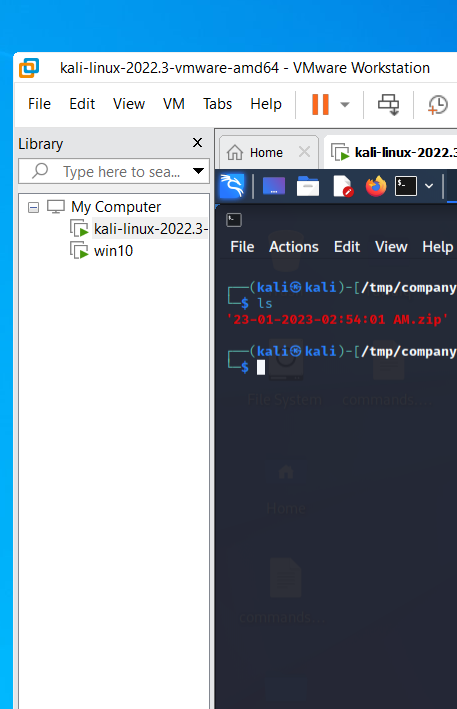 kali-linux-2022.3-vmware-amd64 - VMware Workstation
File Edit View VM Tabs Help
Library X
Type here to sea...
My Computer
kali-linux-2022.3-
win10
Home
kali-linux-2022.3
File Actions Edit View Help
┌──(kali㉿kali)-[/tmp/company
└─$ ls
'23-01-2023-02:54:01 AM.zip'
┌──(kali㉿kali)-[/tmp/company
└─$
File System
commands...
Home
commands...